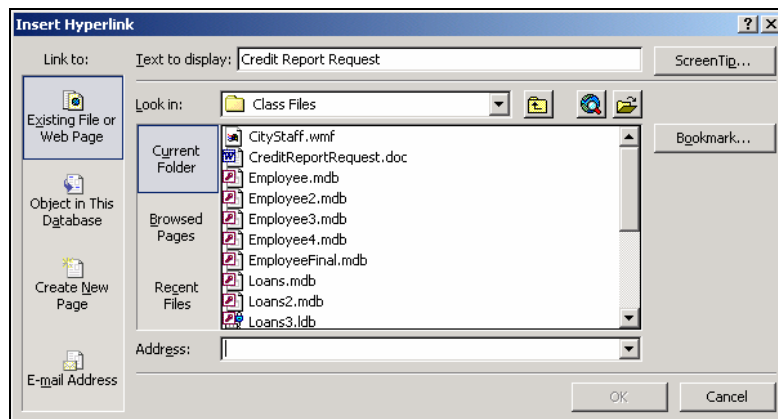 Insert Hyperlink
Link to:
Text to display: Credit Report Request
ScreenTip...
Existing File or
Web Page
Look in: Class Files
Bookmark...
Current
Folder
CityStaff.wmf
CreditReportRequest.doc
Employee.mdb
Employee2.mdb
Employee3.mdb
Employee4.mdb
EmployeeFinal.mdb
Loans.mdb
Loans2.mdb
Loans3.ldb
Object in This
Database
Browsed
Pages
Create New
Page
Recent
Files
E-mail Address
Address:
OK
Cancel